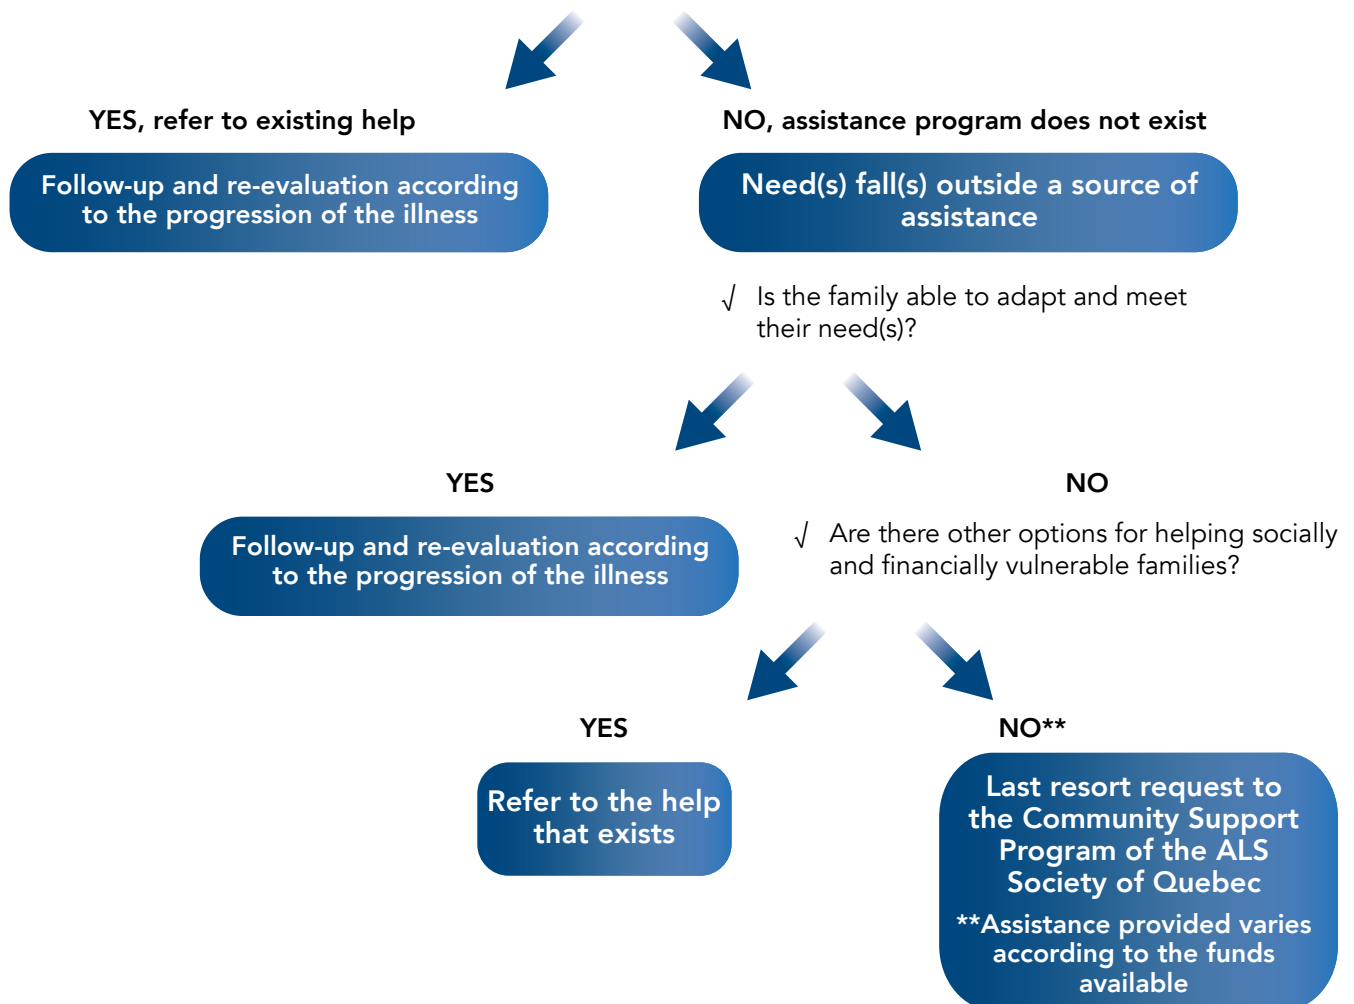 YES, refer to existing help
Follow-up and re-evaluation according
to the progression of the illness
NO, assistance program does not exist
Need(s) fall(s) outside a source of
assistance
√ Is the family able to adapt and meet
their need(s)?
YES
Follow-up and re-evaluation according
to the progression of the illness
NO
√ Are there other options for helping socially
and financially vulnerable families?
YES
Refer to the help
that exists
NO**
Last resort request to
the Community Support
Program of the ALS
Society of Quebec
**Assistance provided varies
according to the funds
available